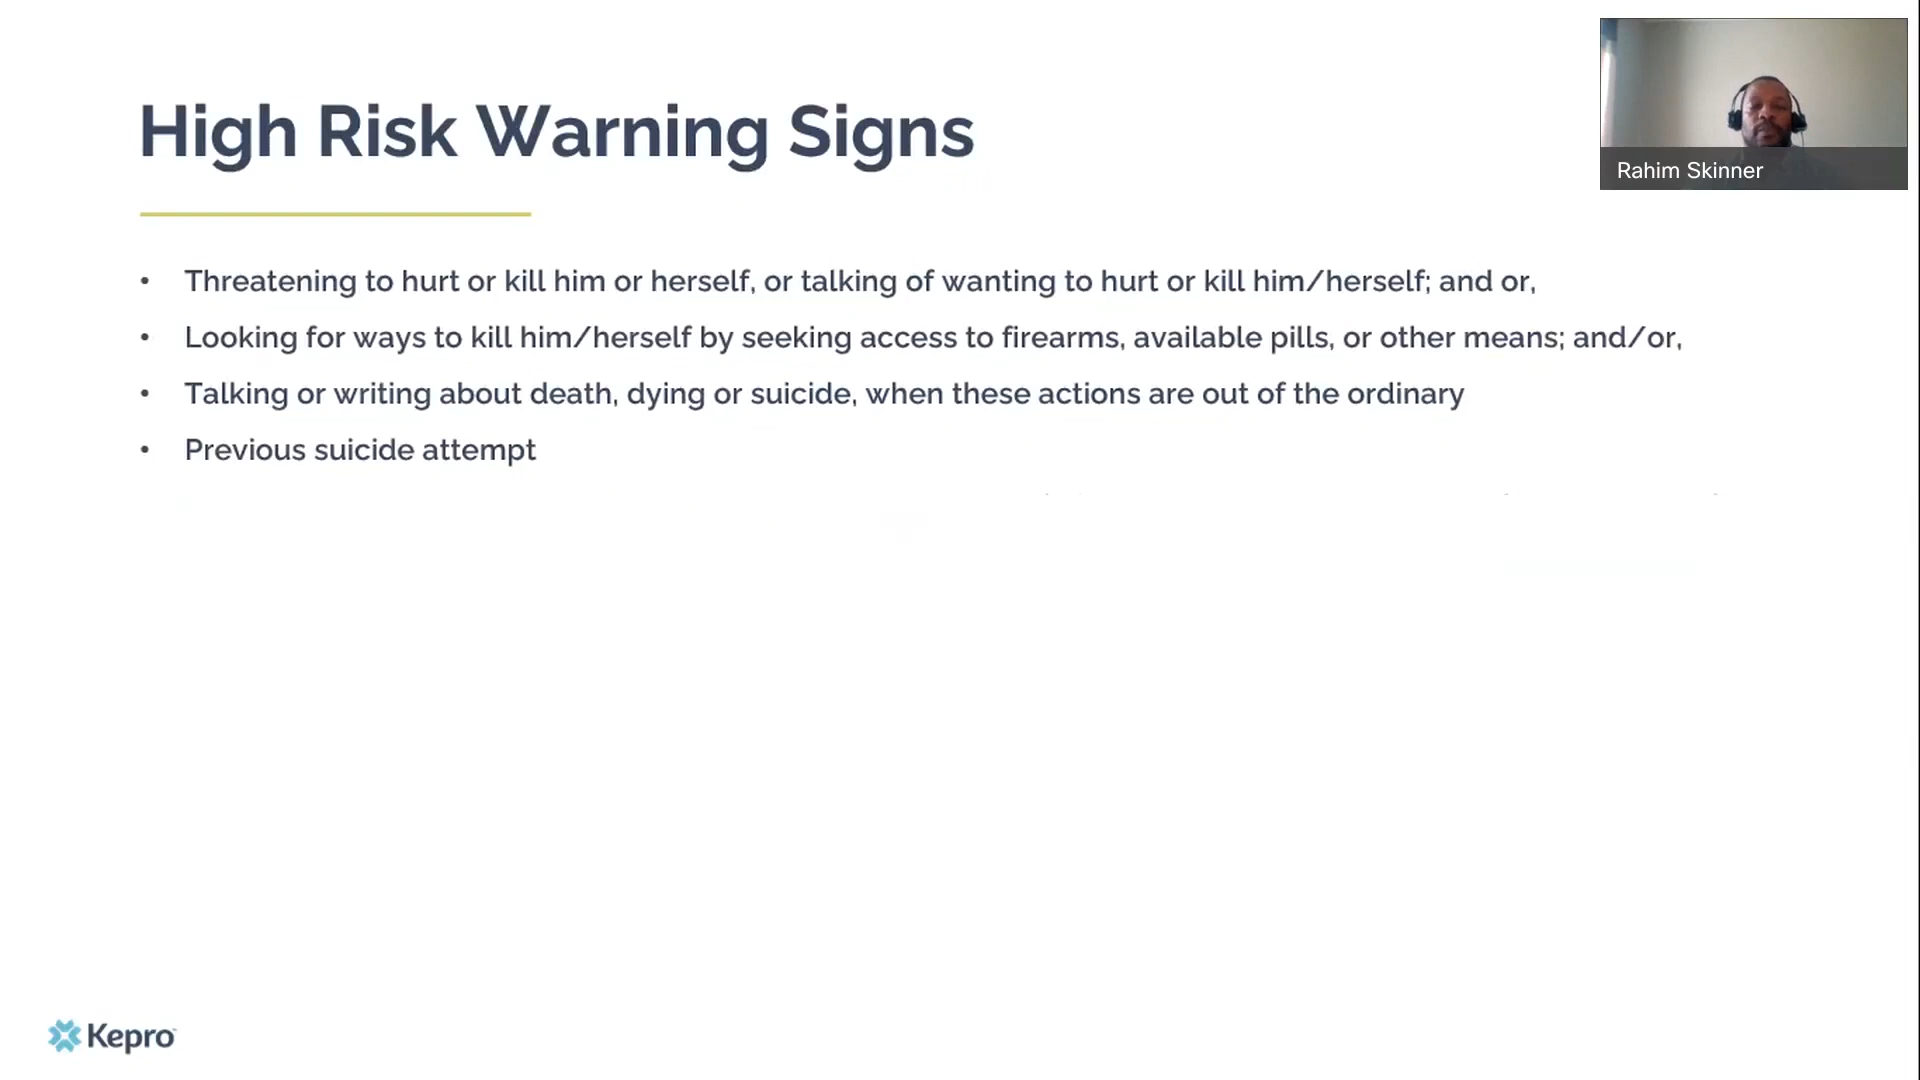 High Risk Warning Signs
Rahim Skinner
• Threatening to hurt or kill him or herself, or talking of wanting to hurt or kill him/herself; and or,
• Looking for ways to kill him/herself by seeking access to firearms, available pills, or other means; and/or,
• Talking or writing about death, dying or suicide, when these actions are out of the ordinary
• Previous suicide attempt
Kepro